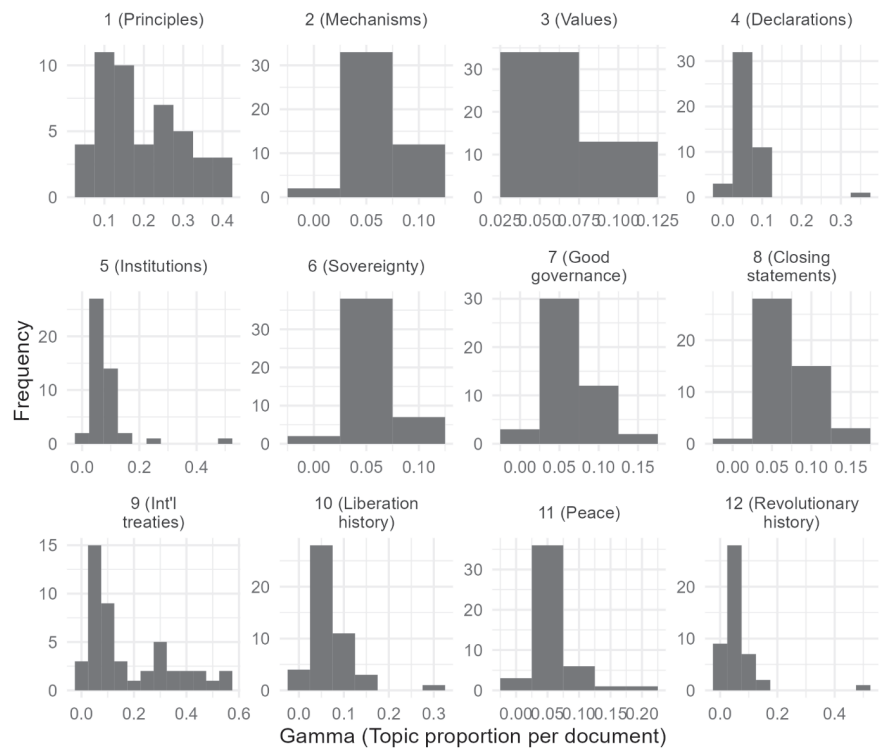 1 (Principles)
2 (Mechanisms)
3 (Values)
4 (Declarations)
10
5
0
0.1 0.2 0.3 0.4
30
20
10
0
0.00 0.05 0.10
30
20
10
0
0.025 0.050 0.075 0.100 0.125
30
20
10
0
0.0 0.1 0.3
5 (Institutions)
6 (Sovereignty)
7 (Good
governance)
8 (Closing
statements)
Frequency
20
10
0
0.0 0.2 0.4
30
20
10
0
0.00 0.05 0.10
30
20
10
0
0.00 0.05 0.10 0.15
20
10
0
0.00 0.05 0.10 0.15
9 (Int'l
treaties)
10 (Liberation
history)
11 (Peace)
12 (Revolutionary
history)
15
10
5
0
0.0 0.2 0.4 0.6
20
10
0
0.0 0.1 0.2 0.3
30
20
10
0
0.00 0.05 0.10 0.15 0.20
20
10
0
0.0 0.2 0.4
Gamma (Topic proportion per document)